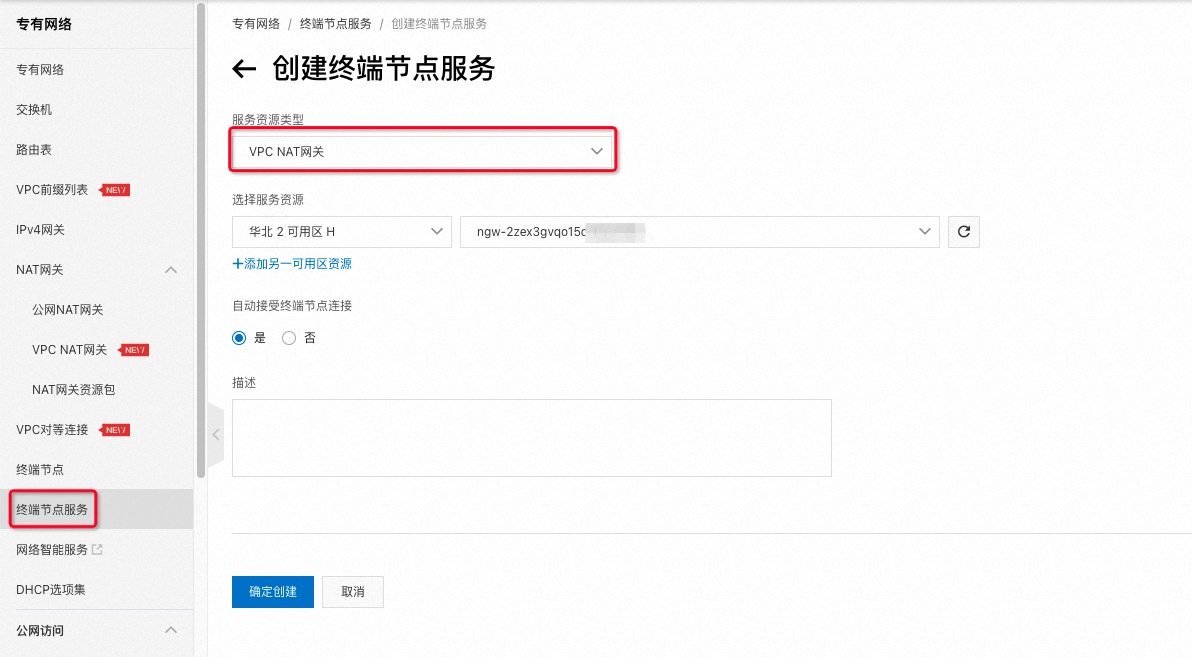 专有网络
专有网络
交换机
路由表
VPC前缀列表 NEW
IPv4网关
NAT网关
公网NAT网关
VPC NAT网关 NEW
NAT网关资源包
VPC对等连接 NEW
终端节点
终端节点服务
网络智能服务
DHCP选项集
公网访问
专有网络 / 终端节点服务 / 创建终端节点服务
创建终端节点服务
服务资源类型
VPC NAT网关
选择服务资源
华北 2 可用区 H
ngw-2zex3gvqo15c
+添加另一可用区资源
自动接受终端节点连接
是 否
描述
确定创建 取消